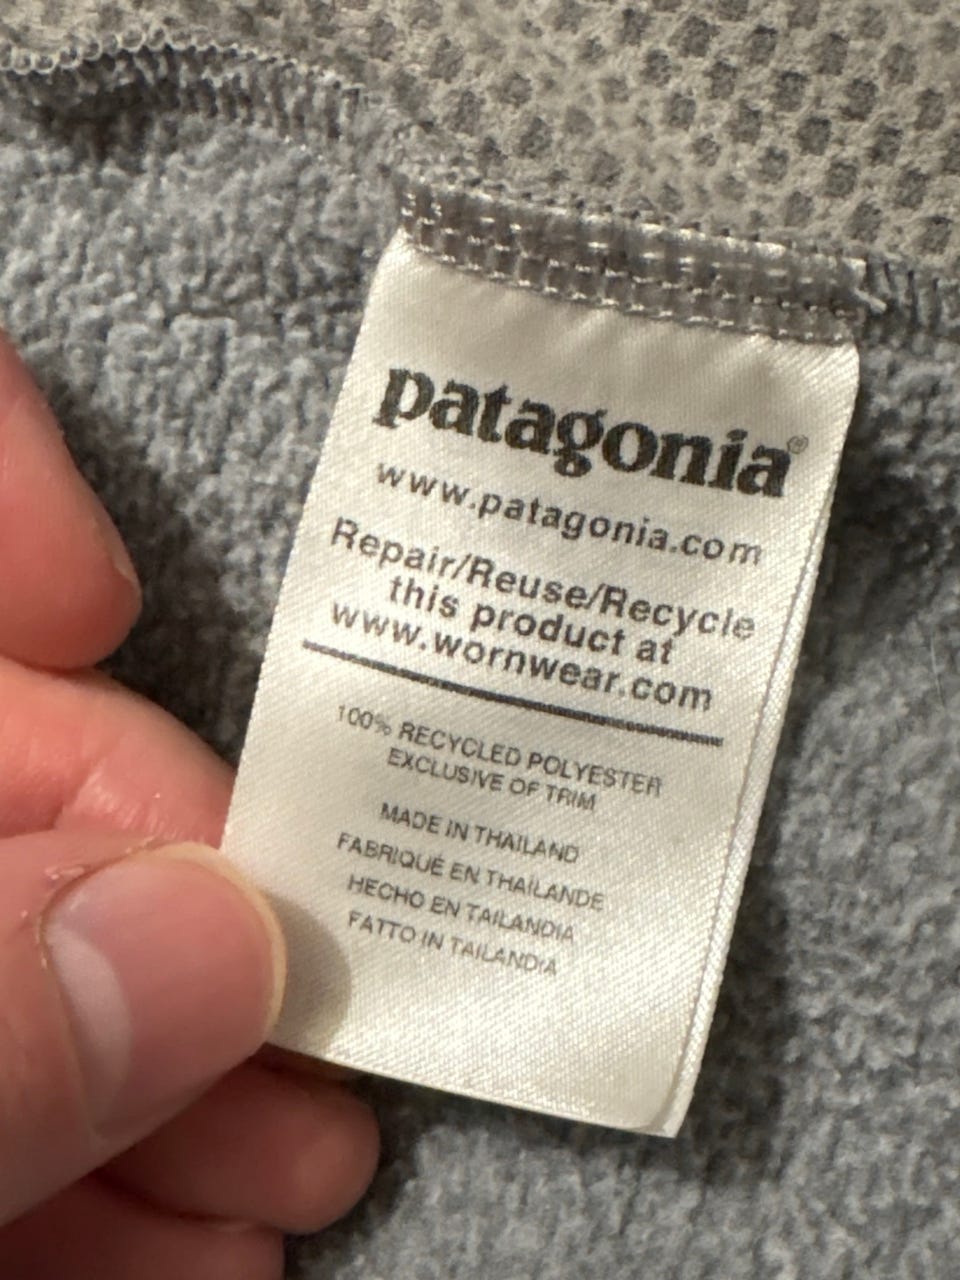 patagonia®
www.patagonia.com
Repair/Reuse/Recycle
this product at
www.wornwear.com
100% RECYCLED POLYESTER
EXCLUSIVE OF TRIM
MADE IN THAILAND
FABRIQUÉ EN THAÏLANDE
HECHO EN TAILANDIA
FATTO IN TAILANDIA